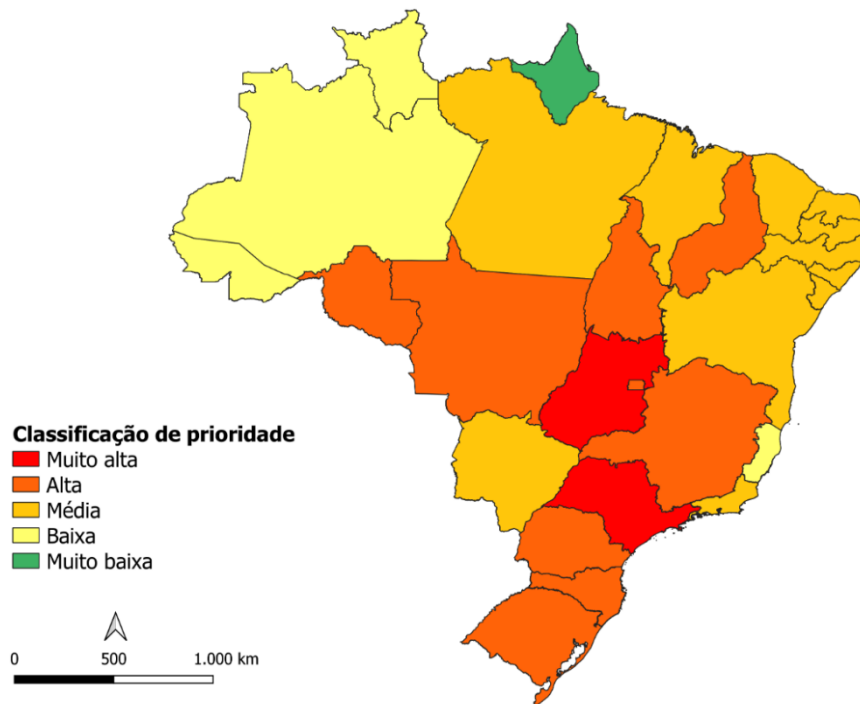 Classificação de prioridade
Muito alta
Alta
Média
Baixa
Muito baixa
0 500 1.000 km